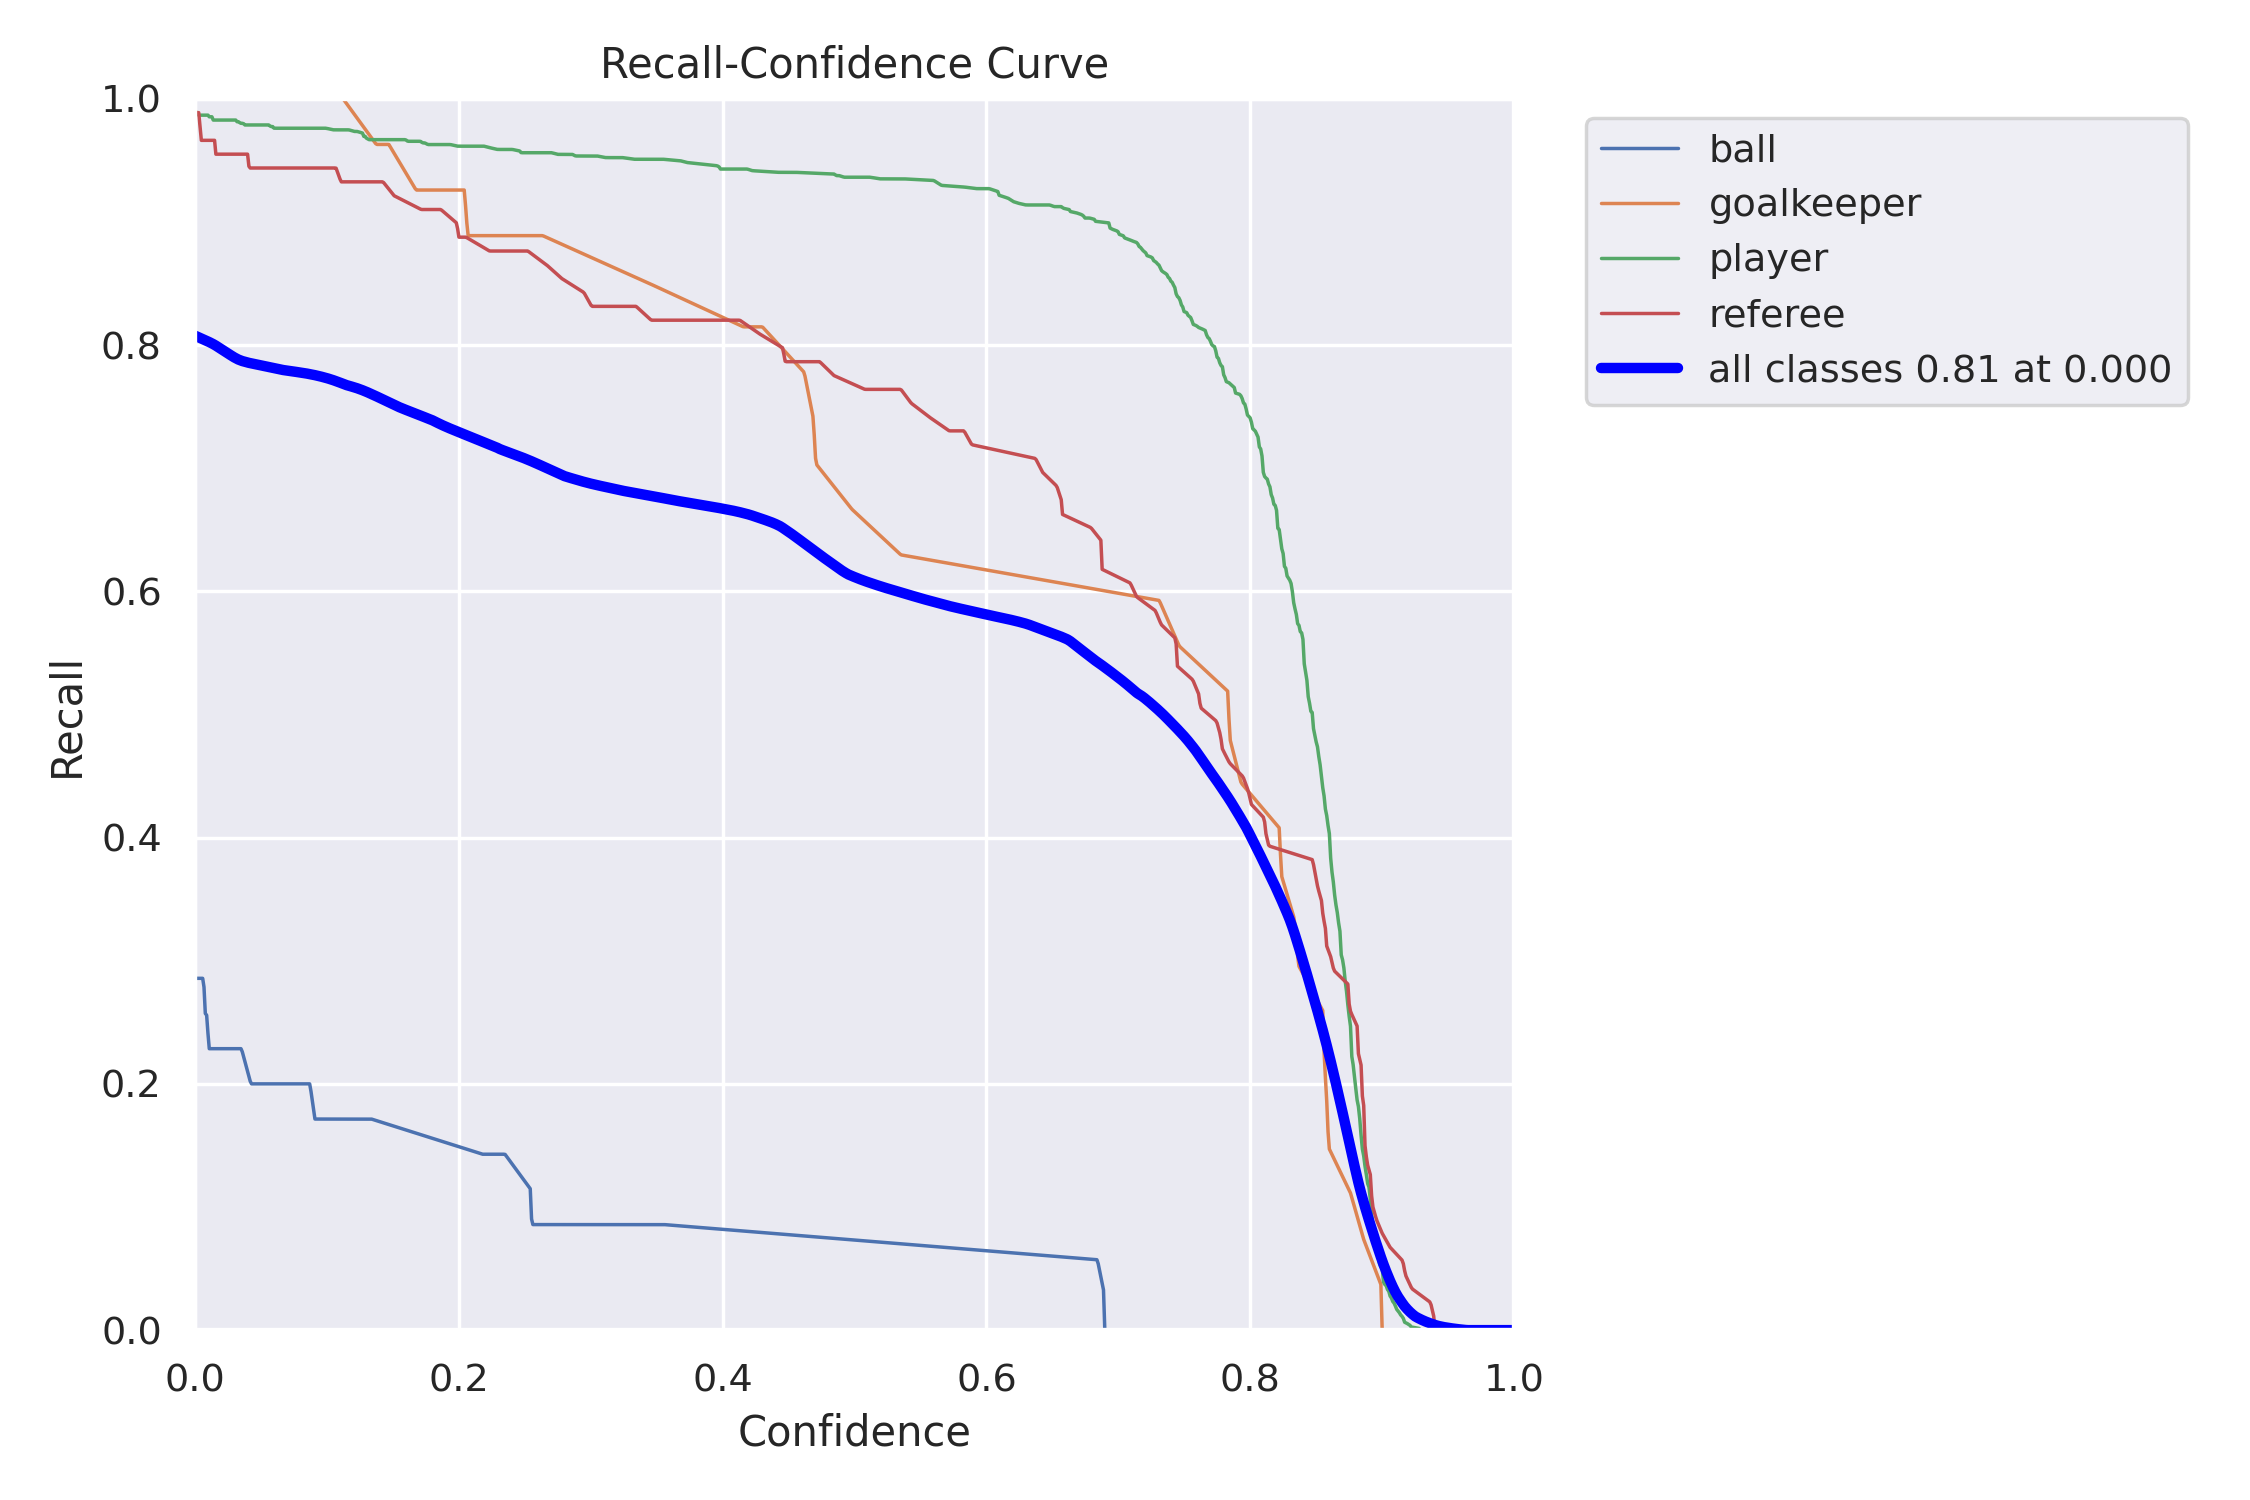 Recall-Confidence Curve
1.0
0.8
0.6
0.4
0.2
0.0
Recall
0.0 0.2 0.4 0.6 0.8 1.0
Confidence
ball
goalkeeper
player
referee
all classes 0.81 at 0.000